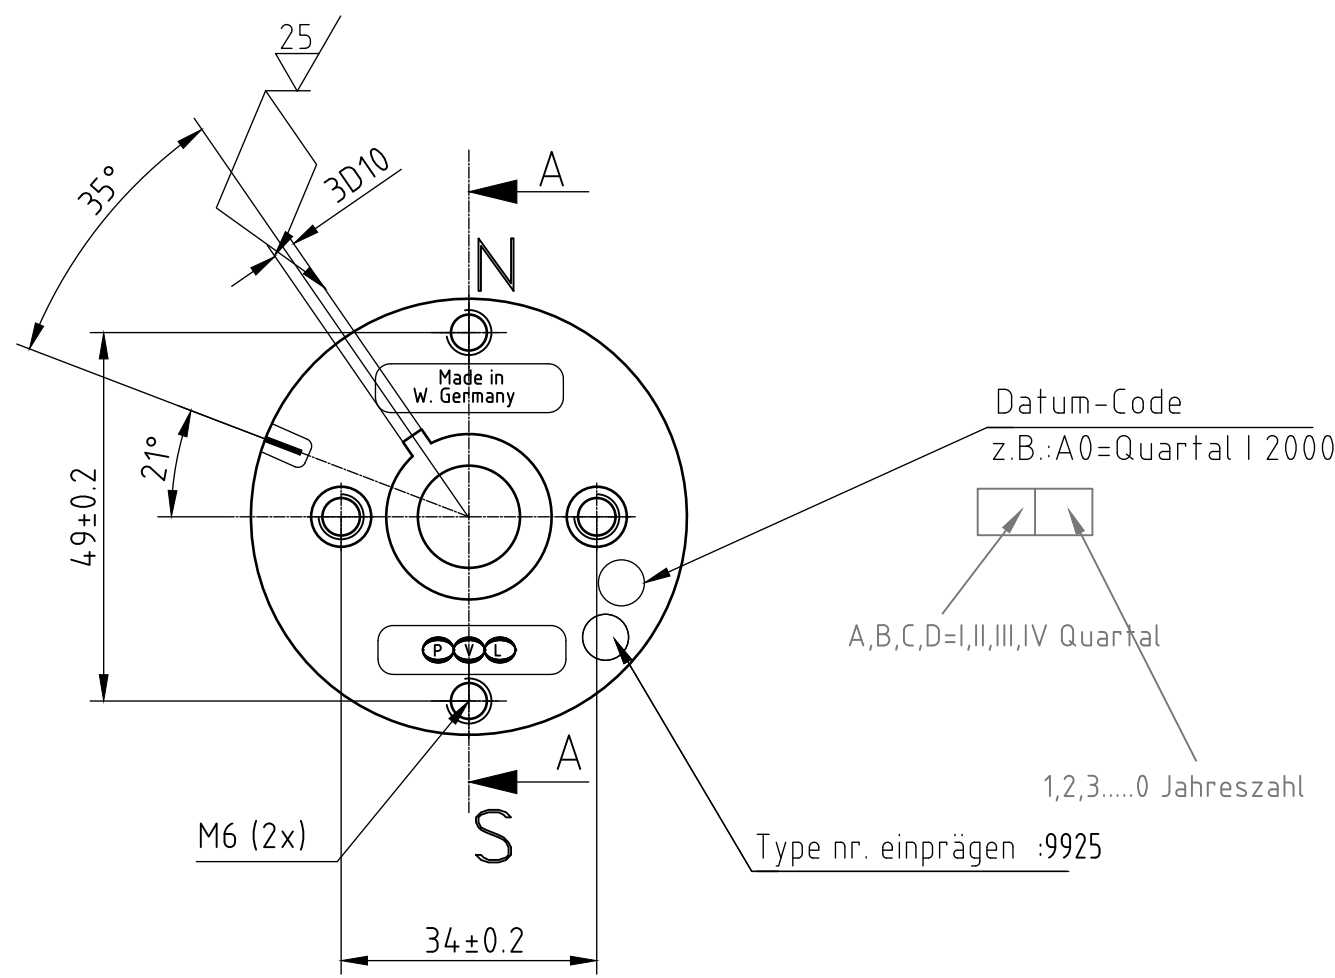 25
35°
3D10
A
N
Made in
W. Germany
Datum-Code
z.B.:A0=Quartal I 2000
21°
49±0.2
A,B,C,D=I,II,III,IV Quartal
P V L
A
1,2,3.....0 Jahreszahl
M6 (2x)
S
Type nr. einprägen :9925
34±0.2